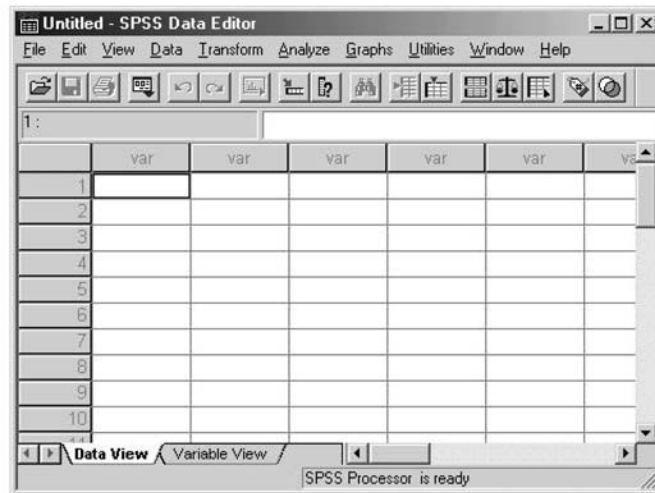 Untitled - SPSS Data Editor
File Edit View Data Transform Analyze Graphs Utilities Window Help
1 :
var var var var var va
1
2
3
4
5
6
7
8
9
10
11
Data View Variable View
SPSS Processor is ready